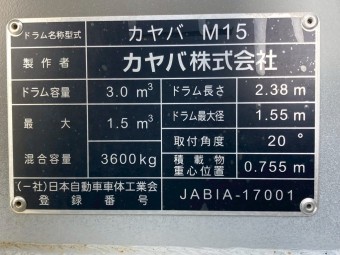 ドラム名称型式 カヤバ M15
製作者 カヤバ株式会社
ドラム容量 3.0 m³ ドラム長さ 2.38 m
最大 1.5 m³ ドラム最大径 1.55 m
混合容量 3600kg 取付角度 20°
積載物
重心位置 0.755 m
(一社)日本自動車車体工業会
登録番号 JABIA-17001